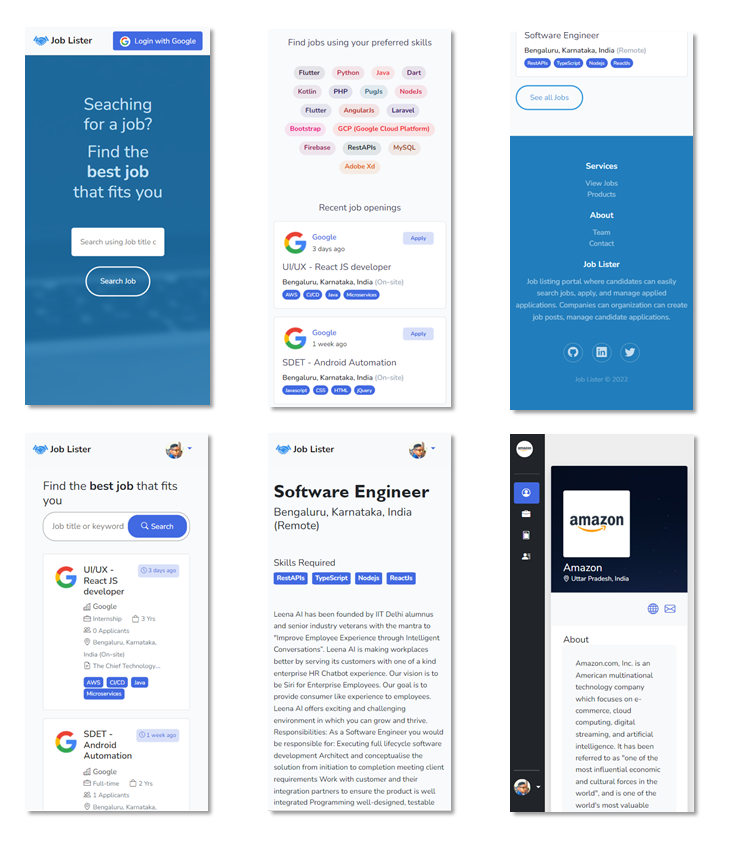 Job Lister
Login with Google
Seaching
for a job?
Find the
best job
that fits you
Search using Job title c
Search Job
Find jobs using your preferred skills
Flutter Python Java Dart
Kotlin PHP PugJs NodeJs
Flutter AngularJs Laravel
Bootstrap GCP (Google Cloud Platform)
Firebase RestAPIs MySQL
Adobe Xd
Recent job openings
Google
3 days ago
Apply
UI/UX - React JS developer
Bengaluru, Karnataka, India (On-site)
AWS CI/CD Java Microservices
Google
1 week ago
Apply
SDET - Android Automation
Bengaluru, Karnataka, India (On-site)
Javascript CSS HTML jQuery
Software Engineer
Bengaluru, Karnataka, India (Remote)
RestAPIs TypeScript Nodejs ReactJs
See all Jobs
Services
View Jobs
Products
About
Team
Contact
Job Lister
Job listing portal where candidates can easily
search jobs, apply, and manage applied
applications. Companies can organization can create
job posts, manage candidate applications.
Job Lister © 2023
Job Lister
Find the best job that fits
you
Job title or keyword
Search
UI/UX -
React JS
developer
3 days ago
Google
Internship 3 Yrs
0 Applicants
Bengaluru, Karnataka,
India (On-site)
The Chief Technology...
AWS CI/CD Java
Microservices
SDET -
Android
Automation
1 week ago
Google
Full-time 2 Yrs
1 Applicants
Bengaluru, Karnataka,
Job Lister
Software Engineer
Bengaluru, Karnataka, India
(Remote)
Skills Required
RestAPIs TypeScript Nodejs ReactJs
Leena AI has been founded by IIT Delhi alumnus
and senior industry veterans with the mantra to
"Improve Employee Experience through Intelligent
Conversations". Leena AI is making workplaces
better by serving its customers with one of a kind
enterprise HR Chatbot experience. Our vision is to
be Siri for Enterprise Employees. Our goal is to
provide consumer like experience to employees.
Leena AI offers exciting and challenging
environment in which you can grow and thrive.
Responsibilities: As a Software Engineer you would
be responsible for: Executing full lifecycle software
development Architect and conceptualise the
solution from initiation to completion meeting client
requirements Work with customer and their
integration partners to ensure the product is well
integrated Programming well-designed, testable
amazon
amazon
Amazon
Uttar Pradesh, India
About
Amazon.com, Inc. is an
American multinational
technology company
which focuses on e-
commerce, cloud
computing, digital
streaming, and artificial
intelligence. It has been
referred to as "one of the
most influential economic
and cultural forces in the
world", and is one of the
world's most valuable